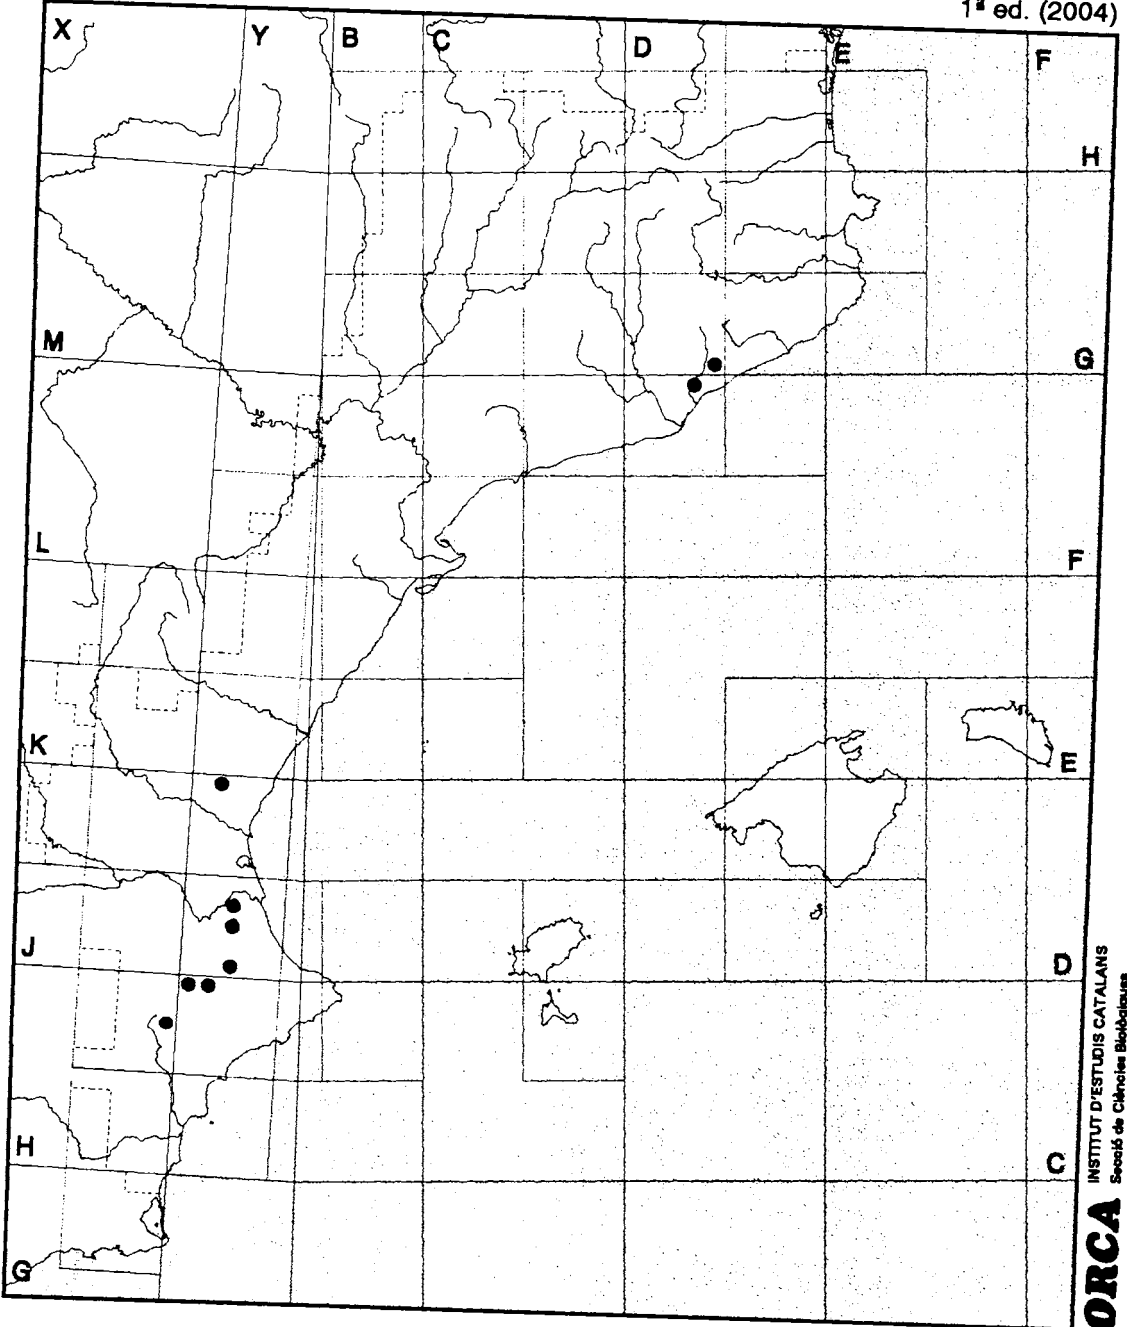 1ª ed. (2004)
X
Y
B
C
D
E
F
H
M
G
L
F
K
E
J
D
H
C
G
ORCA
INSTITUT D'ESTUDIS CATALANS
Secció de Ciències Biològiques